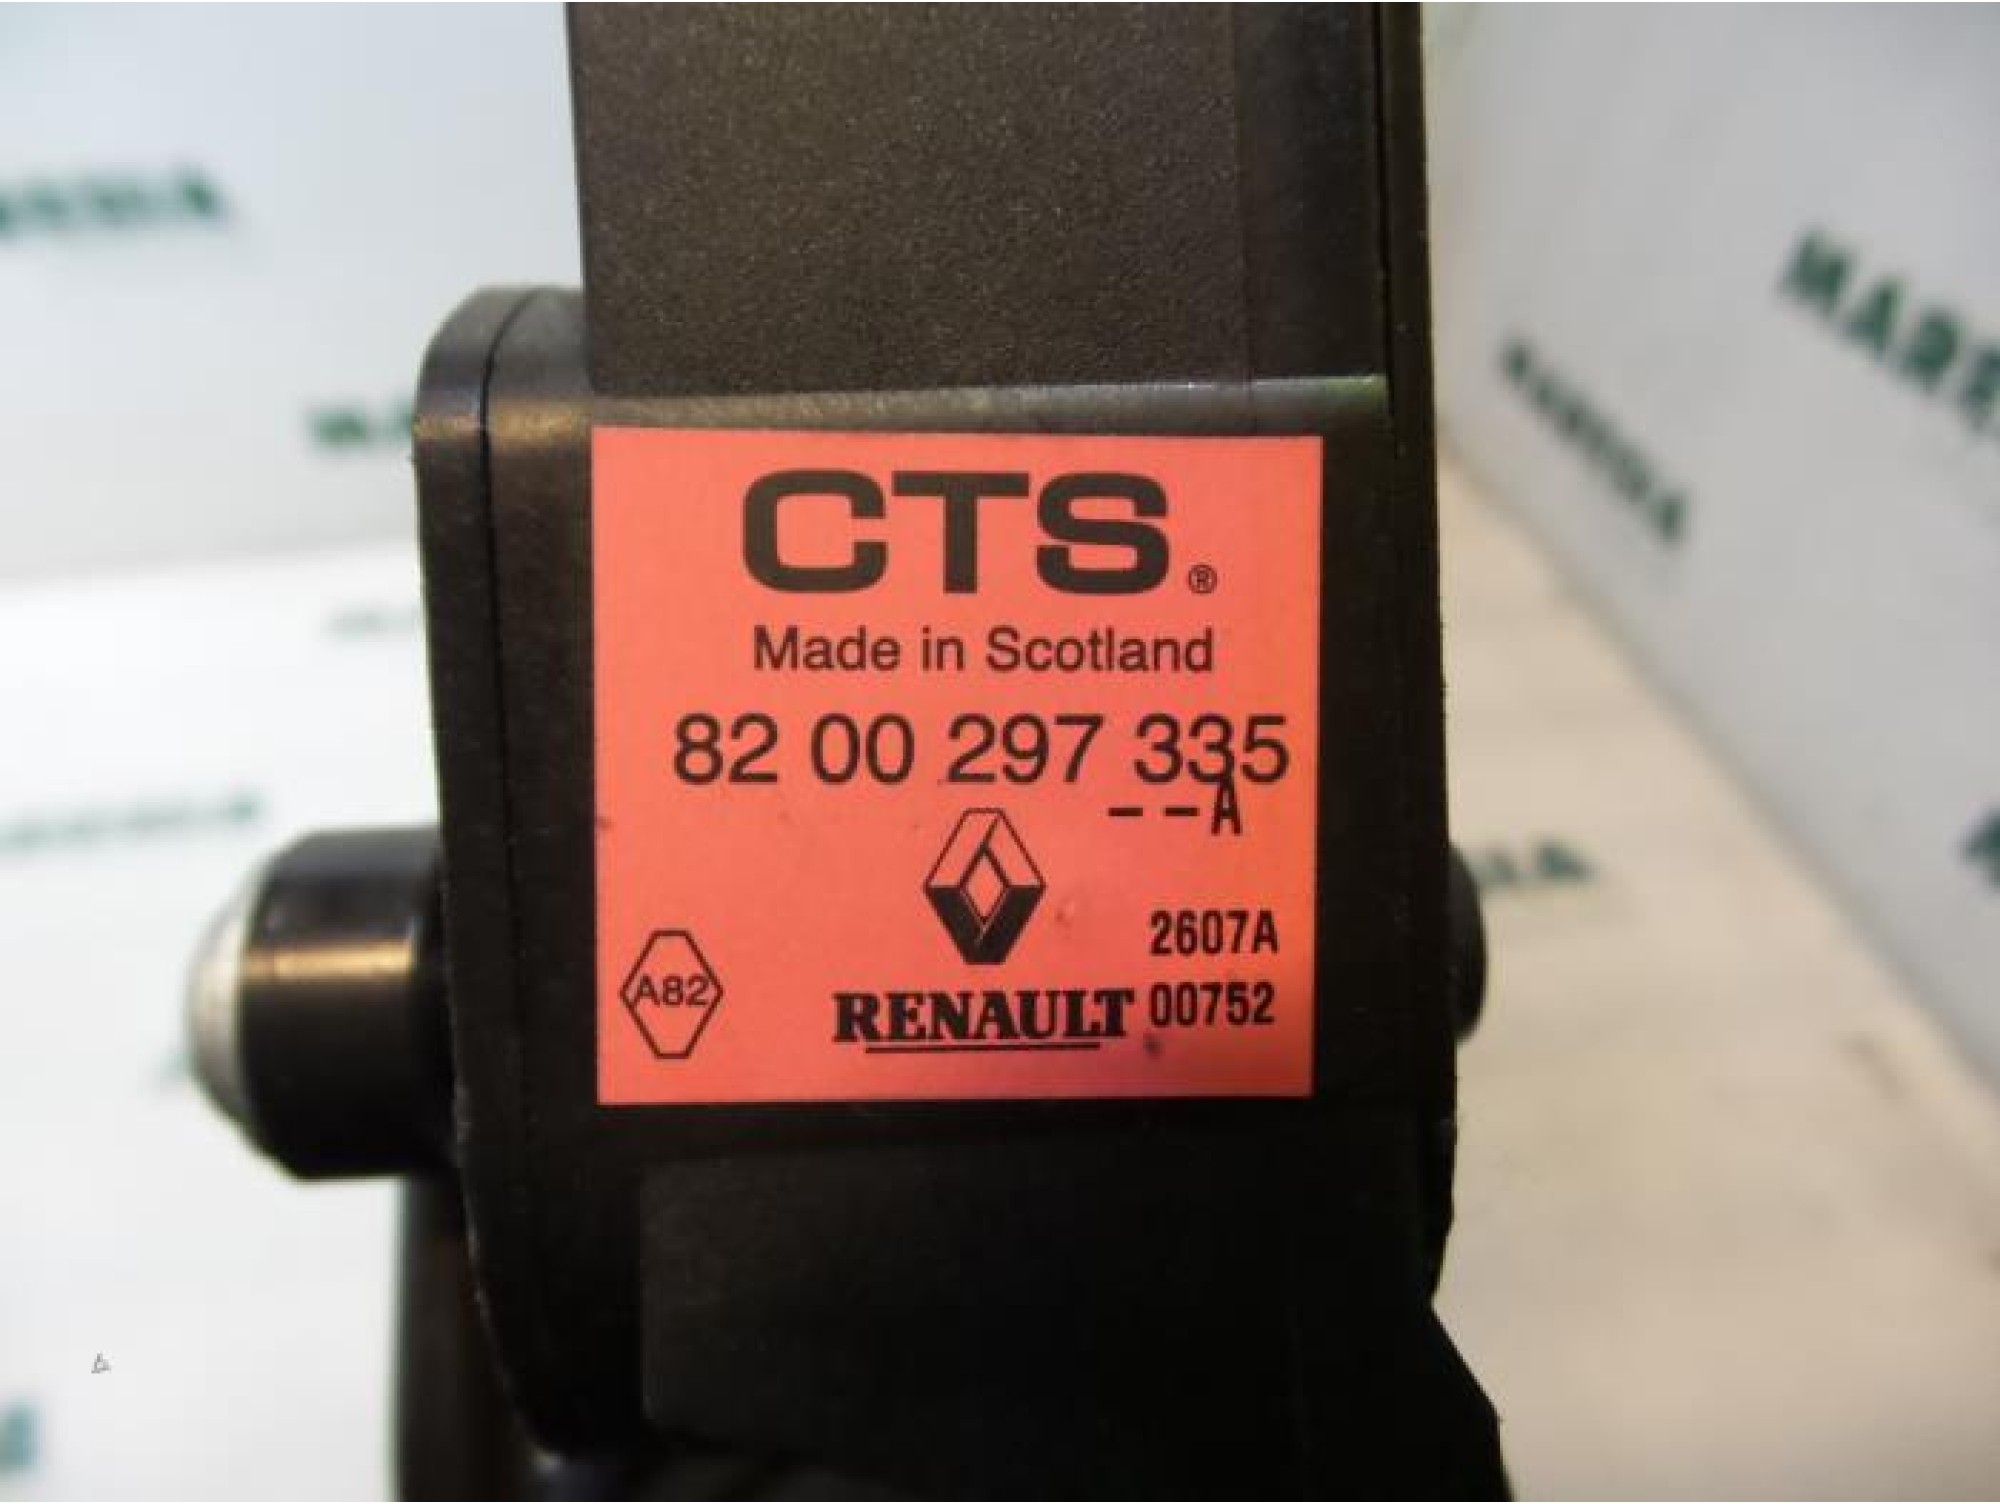 CTS®
Made in Scotland
82 00 297 335
--A
2607A
A82
RENAULT 00752